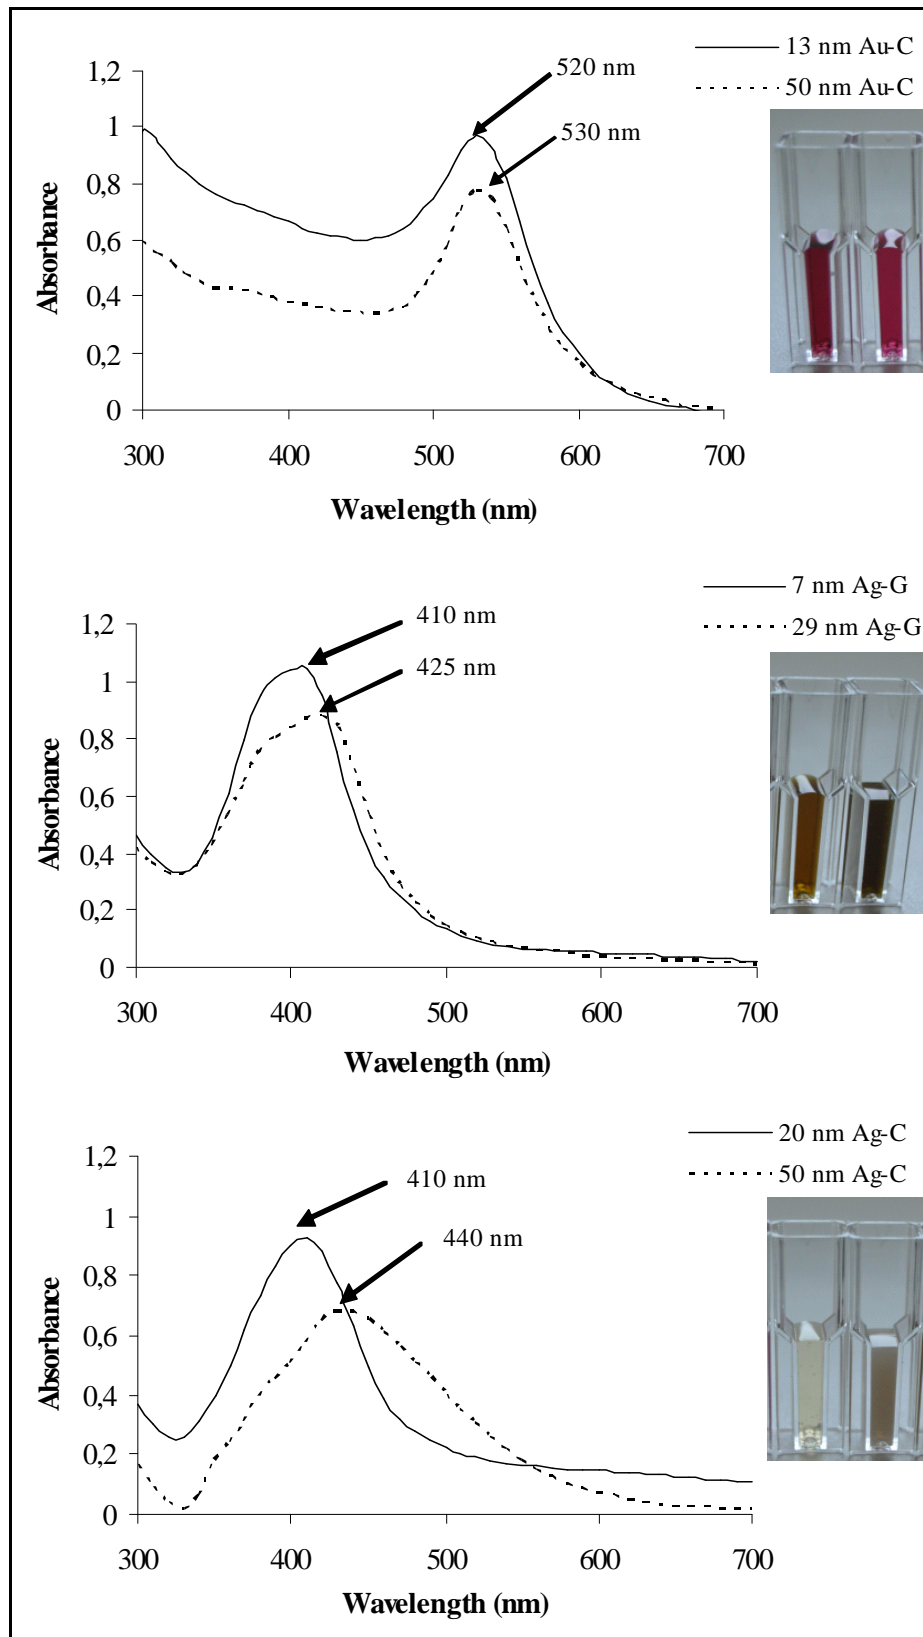 13 nm Au-C
50 nm Au-C
520 nm
530 nm
1,2
1
0,8
0,6
0,4
0,2
0
Absorbance
300 400 500 600 700
Wavelength (nm)
7 nm Ag-G
29 nm Ag-G
410 nm
425 nm
1,2
1
0,8
0,6
0,4
0,2
0
Absorbance
300 400 500 600 700
Wavelength (nm)
20 nm Ag-C
50 nm Ag-C
410 nm
440 nm
1,2
1
0,8
0,6
0,4
0,2
0
Absorbance
300 400 500 600 700
Wavelength (nm)